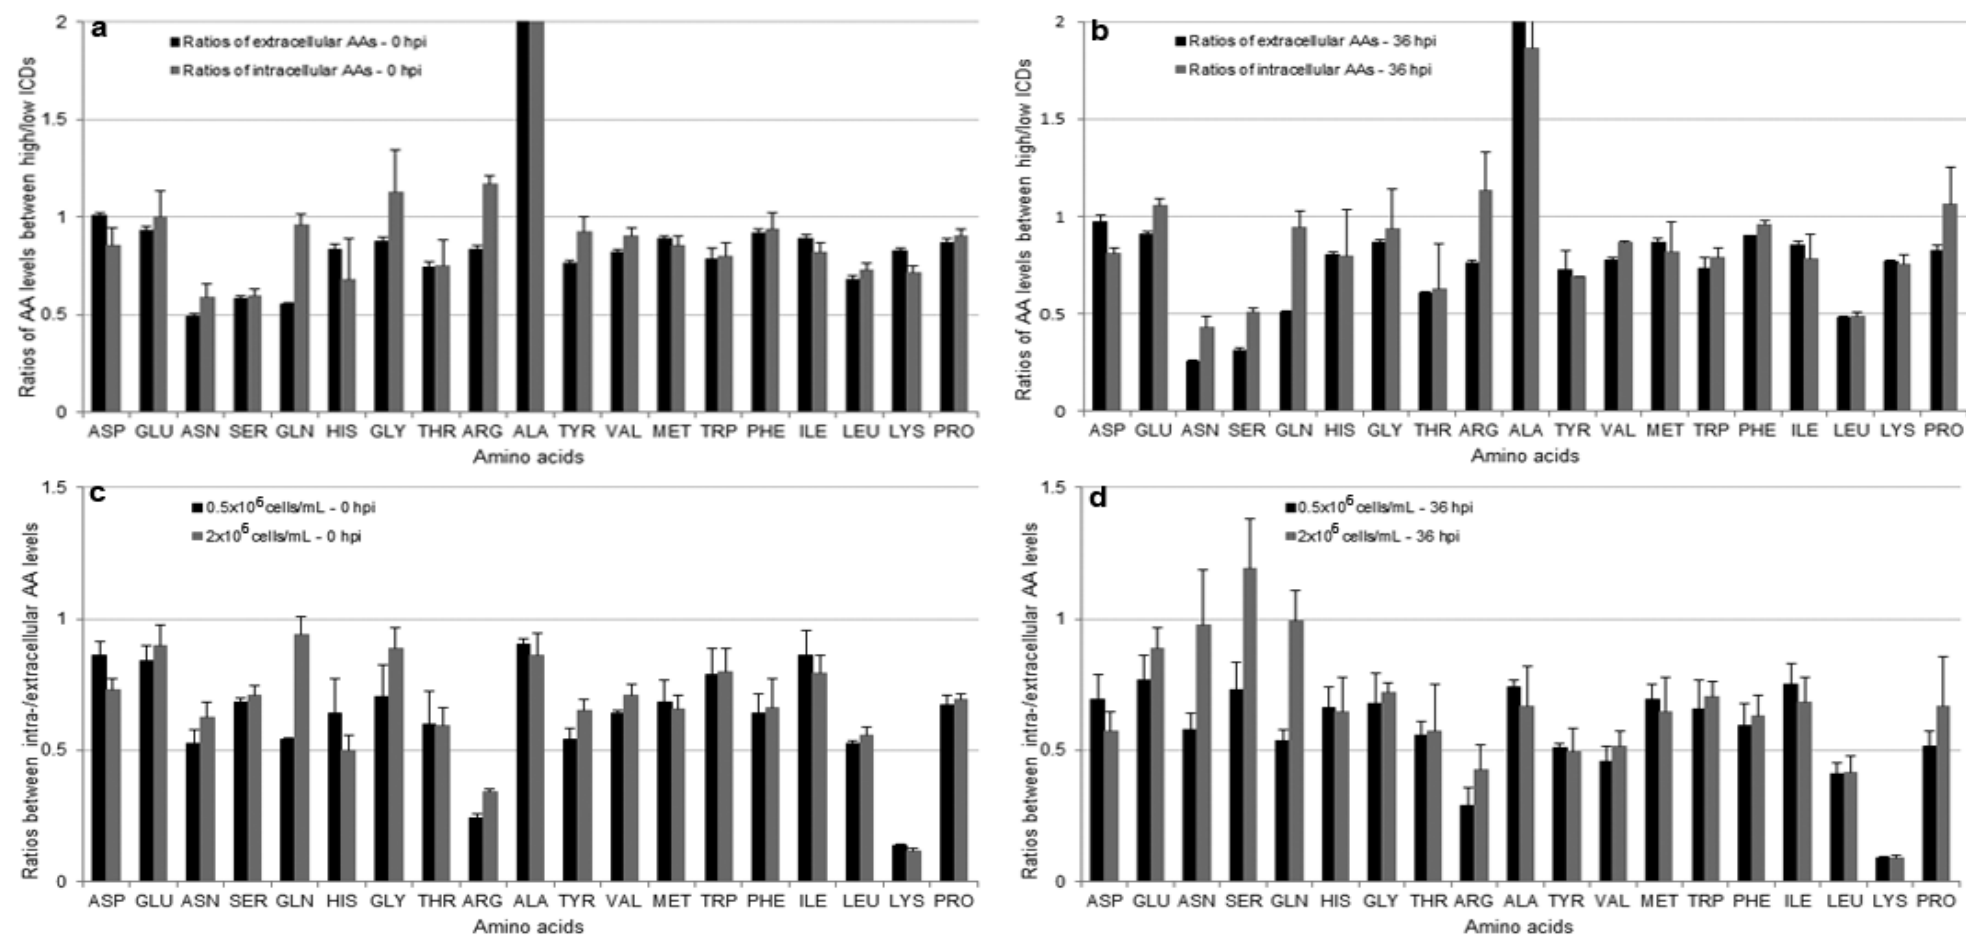 a
Ratios of extracellular AAs - 0 hpi
Ratios of intracellular AAs - 0 hpi
Ratios of AA levels between high/low ICDs
2
1.5
1
0.5
0
ASP GLU ASN SER GLN HIS GLY THR ARG ALA TYR VAL MET TRP PHE ILE LEU LYS PRO
Amino acids
b
Ratios of extracellular AAs - 36 hpi
Ratios of intracellular AAs - 36 hpi
Ratios of AA levels between high/low ICDs
2
1.5
1
0.5
0
ASP GLU ASN SER GLN HIS GLY THR ARG ALA TYR VAL MET TRP PHE ILE LEU LYS PRO
Amino acids
c
0.5x10⁶ cells/mL - 0 hpi
2x10⁶ cells/mL - 0 hpi
Ratios between intra-/extracellular AA levels
1.5
1
0.5
0
ASP GLU ASN SER GLN HIS GLY THR ARG ALA TYR VAL MET TRP PHE ILE LEU LYS PRO
Amino acids
d
0.5x10⁶ cells/mL - 36 hpi
2x10⁶ cells/mL - 36 hpi
Ratios between intra-/extracellular AA levels
1.5
1
0.5
0
ASP GLU ASN SER GLN HIS GLY THR ARG ALA TYR VAL MET TRP PHE ILE LEU LYS PRO
Amino acids